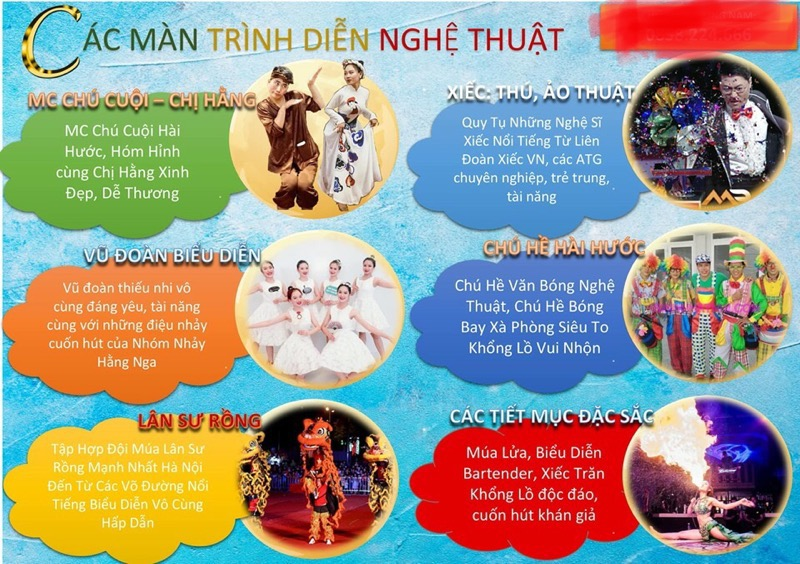 CÁC MÀN TRÌNH DIỄN NGHỆ THUẬT
MC CHÚ CUỘI – CHỊ HẰNG
MC Chú Cuội Hài
Hước, Hóm Hỉnh
cùng Chị Hằng Xinh
Đẹp, Dễ Thương
XIẾC: THÚ, ẢO THUẬT
Quy Tụ Những Nghệ Sĩ
Xiếc Nổi Tiếng Từ Liên
Đoàn Xiếc VN, các ATG
chuyên nghiệp, trẻ trung,
tài năng
VŨ ĐOÀN BIỂU DIỄN
Vũ đoàn thiếu nhi vô
cùng đáng yêu, tài năng
cùng với những điệu nhảy
cuốn hút của Nhóm Nhảy
Hằng Nga
CHÚ HỀ HÀI HƯỚC
Chú Hề Văn Bóng Nghệ
Thuật, Chú Hề Bóng
Bay Xà Phòng Siêu To
Khổng Lồ Vui Nhộn
LÂN SƯ RỒNG
Tập Hợp Đội Múa Lân Sư
Rồng Mạnh Nhất Hà Nội
Đến Từ Các Võ Đường Nổi
Tiếng Biểu Diễn Vô Cùng
Hấp Dẫn
CÁC TIẾT MỤC ĐẶC SẮC
Múa Lửa, Biểu Diễn
Bartender, Xiếc Trăn
Khổng Lồ độc đáo,
cuốn hút khán giả